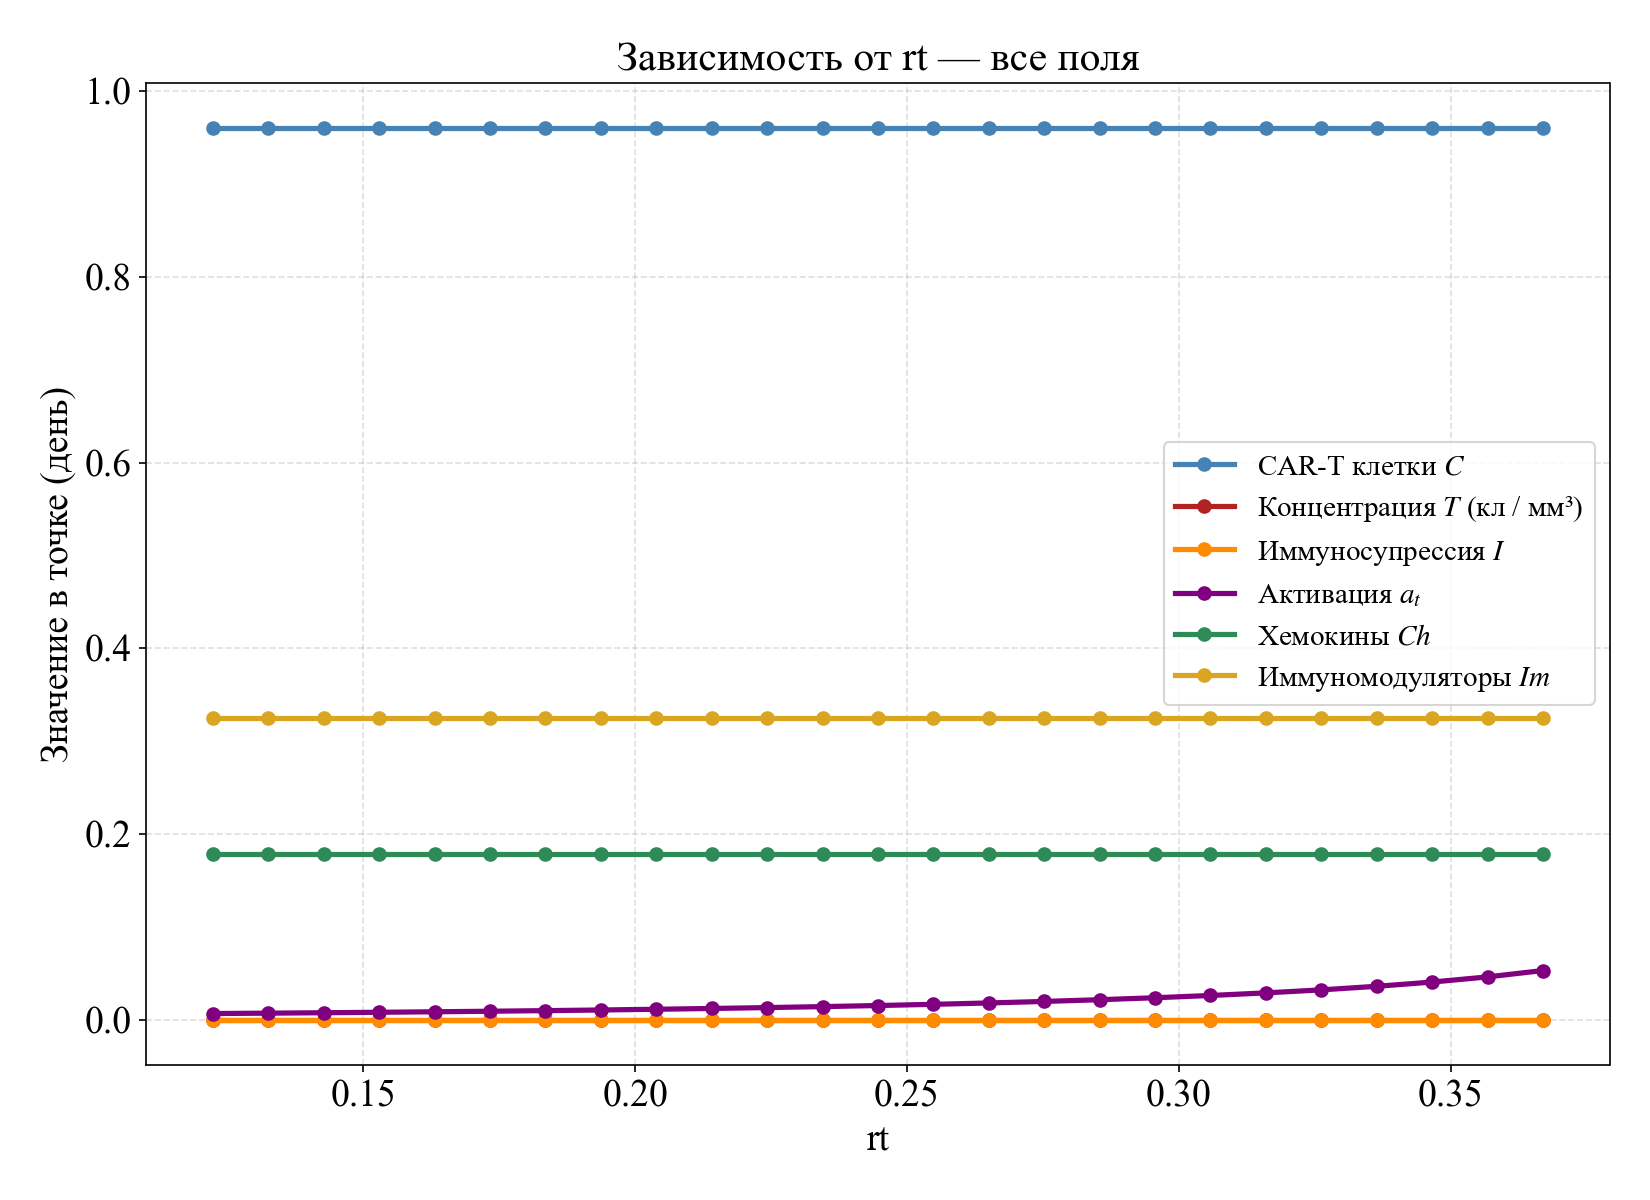 Зависимость от rt — все поля
Значение в точке (день)
1.0
0.8
0.6
0.4
0.2
0.0
CAR-T клетки C
Концентрация T (кл / мм³)
Иммуносупрессия I
Активация aₜ
Хемокины Ch
Иммуномодуляторы Im
0.15 0.20 0.25 0.30 0.35
rt